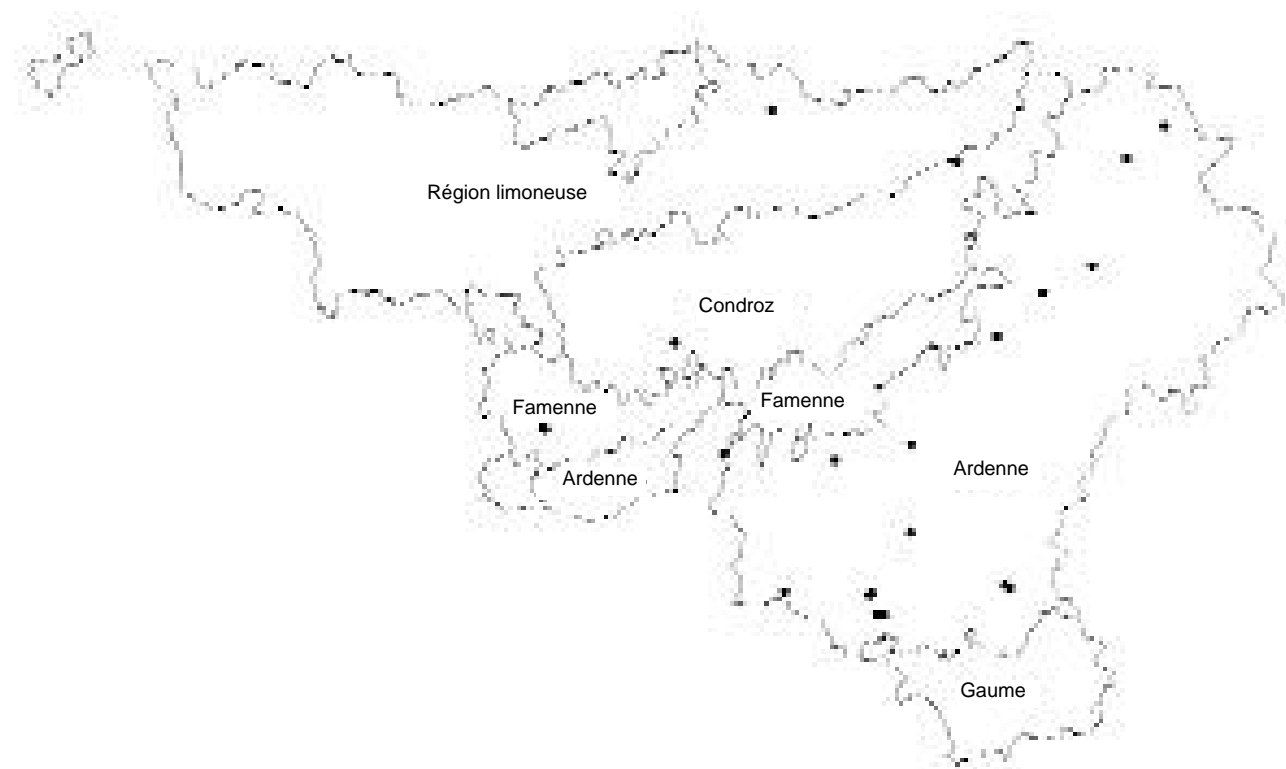 Région limoneuse
Condroz
Famenne
Famenne
Ardenne
Ardenne
Gaume